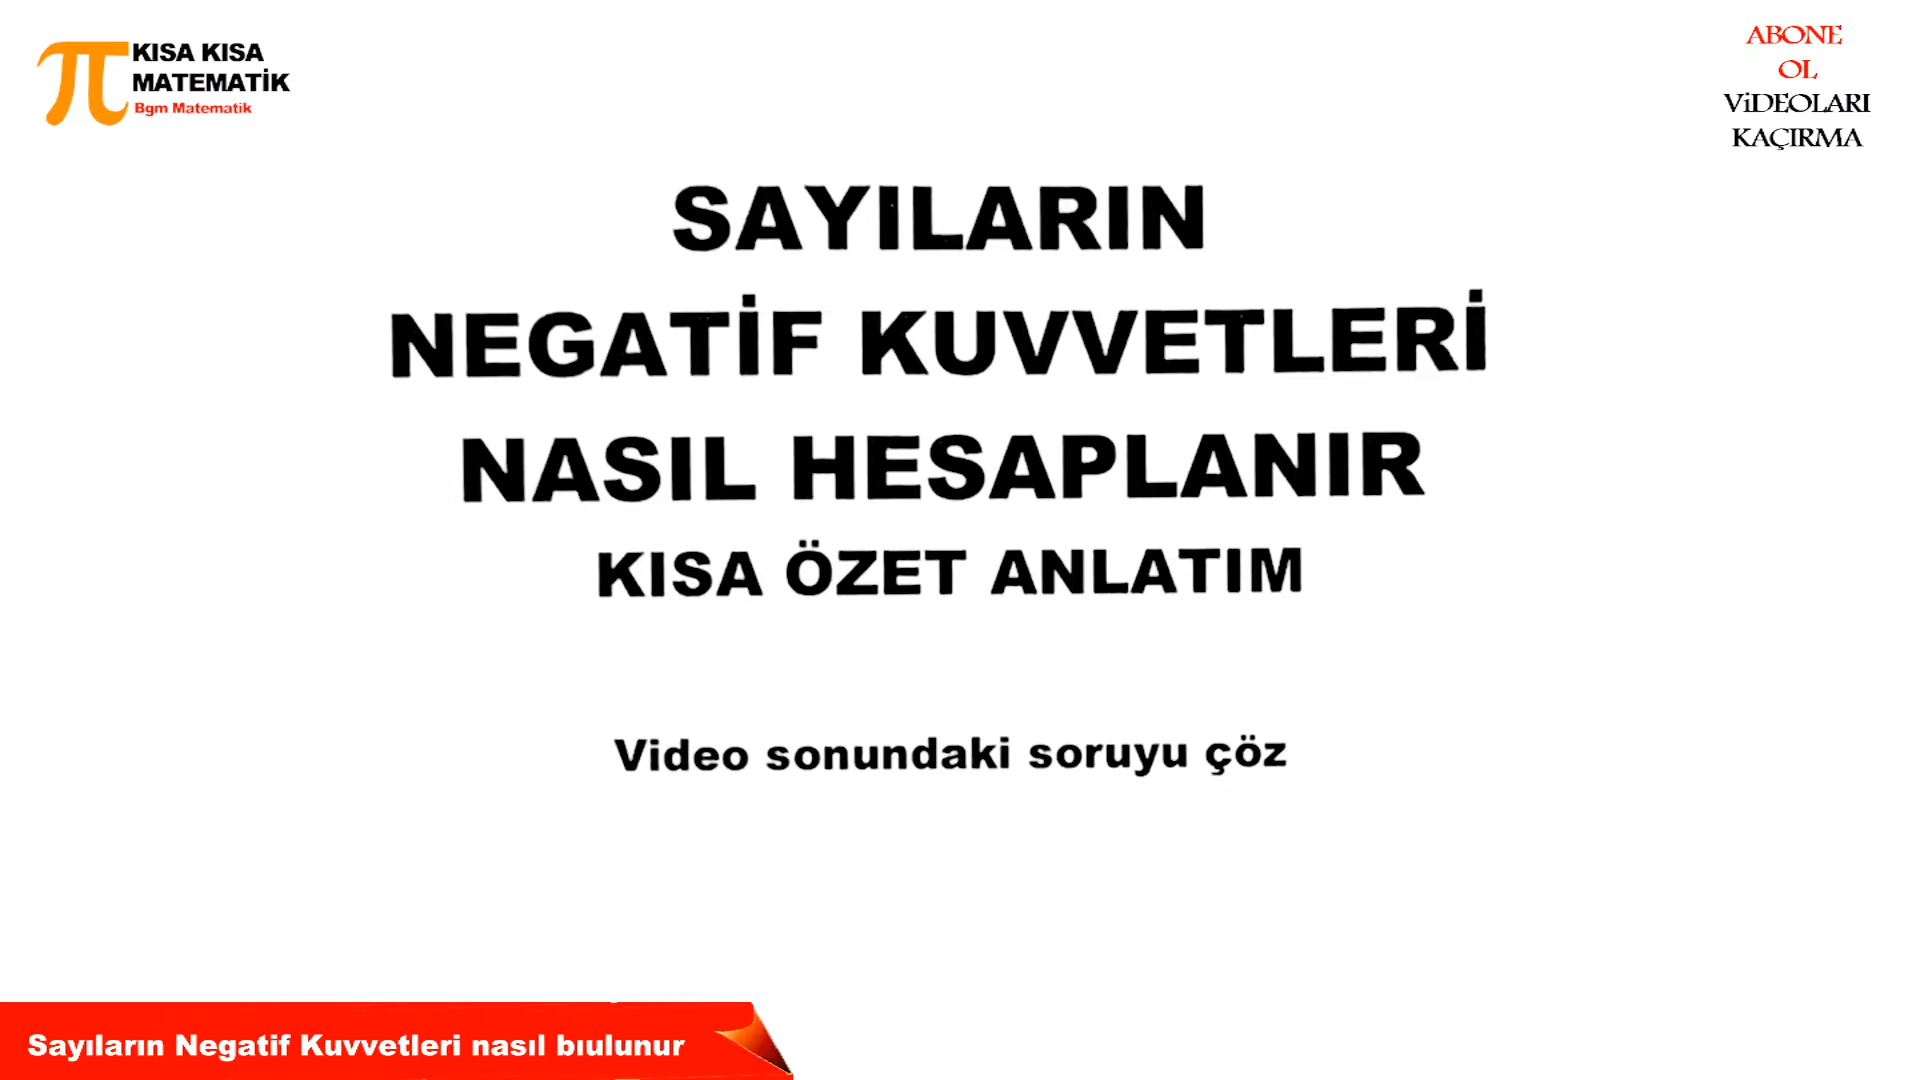 KISA KISA
MATEMATİK
Bgm Matematik
ABONE
OL
ViDEOLARI
KAÇIRMA
SAYILARIN
NEGATİF KUVVETLERİ
NASIL HESAPLANIR
KISA ÖZET ANLATIM
Video sonundaki soruyu çöz
Sayıların Negatif Kuvvetleri nasıl bıulunur